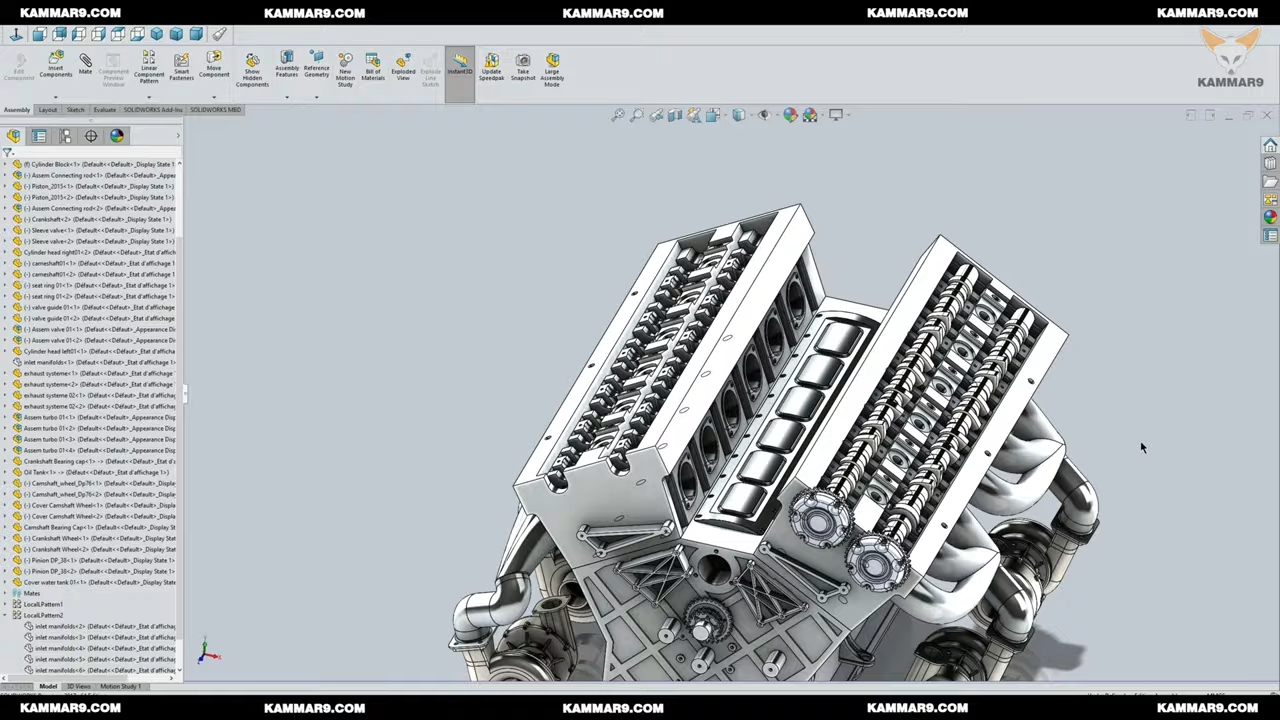 KAMMAR9.COM KAMMAR9.COM KAMMAR9.COM KAMMAR9.COM KAMMAR9.COM
KAMMAR9
Edit Component
Insert Components
Mate
Component Preview Window
Linear Component Pattern
Smart Fasteners
Move Component
Show Hidden Components
Assembly Features
Reference Geometry
New Motion Study
Bill of Materials
Exploded View
Explode Line Sketch
Instant3D
Update Speedpak
Take Snapshot
Large Assembly Mode
Assembly Layout Sketch Evaluate SOLIDWORKS Add-Ins SOLIDWORKS MBD
(f) Cylinder Block<1> (Default<<Default>_Display State 1
(-) Assem Connecting rod<1> (Default<<Default>_Appea
(-) Piston_2015<1> (Default<<Default>_Display State 1>)
(-) Piston_2015<2> (Default<<Default>_Display State 1>)
(-) Assem Connecting rod<2> (Default<<Default>_Appea
(-) Crankshaft<2> (Default<<Default>_Display State 1>)
(-) Sleeve valve<1> (Default<<Default>_Display State 1>)
(-) Sleeve valve<2> (Default<<Default>_Display State 1>)
Cylinder head right01<2> (Default<<Default>_Etat d'affich
(-) cameshaft01<1> (Défaut<<Défaut>_Etat d'affichage 1
(-) cameshaft01<2> (Défaut<<Défaut>_Etat d'affichage 1
(-) seat ring 01<1> (Défaut<<Défaut>_Etat d'affichage 1
(-) seat ring 01<2> (Défaut<<Défaut>_Etat d'affichage 1
(-) valve guide 01<1> (Défaut<<Défaut>_Etat d'affichage
(-) valve guide 01<2> (Défaut<<Défaut>_Etat d'affichage
(-) Assem valve 01<1> (Default<<Default>_Appearance Di
(-) Assem valve 01<2> (Default<<Default>_Appearance Di
Cylinder head left01<1> (Défaut<<Défaut>_Etat d'afficha
inlet manifolds<1> (Défaut<<Défaut>_Etat d'affichage 1>
exhaust systeme<1> (Défaut<<Défaut>_Etat d'affichage
exhaust systeme<2> (Défaut<<Défaut>_Etat d'affichage
exhaust systeme 02<1> (Défaut<<Défaut>_Etat d'afficha
exhaust systeme 02<2> (Défaut<<Défaut>_Etat d'afficha
Assem turbo 01<1> (Default<<Default>_Appearance Disp
Assem turbo 01<2> (Default<<Default>_Appearance Disp
Assem turbo 01<3> (Default<<Default>_Appearance Disp
Assem turbo 01<4> (Default<<Default>_Appearance Disp
Crankshaft Bearing cap<1> -> (Défaut<<Défaut>_Etat d'a
Oil Tank<1> -> (Défaut<<Défaut>_Etat d'affichage 1>)
(-) Camshaft_wheel_Dp76<1> (Default<<Default>_Displa
(-) Camshaft_wheel_Dp76<2> (Default<<Default>_Displa
(-) Cover Camshaft Wheel<1> (Default<<Default>_Displa
(-) Cover Camshaft Wheel<2> (Default<<Default>_Displa
Camshaft Bearing Cap<1> (Default<<Default>_Display St
(-) Crankshaft Wheel<1> (Default<<Default>_Display Sta
(-) Crankshaft Wheel<2> (Default<<Default>_Display Sta
(-) Pinion DP_38<1> (Default<<Default>_Display State 1>
(-) Pinion DP_38<2> (Default<<Default>_Display State 1>
Cover water tank 01<1> (Default<<Default>_Display State
Mates
LocalLPattern1
LocalLPattern2
inlet manifolds<2> (Défaut<<Défaut>_Etat d'affichag
inlet manifolds<3> (Défaut<<Défaut>_Etat d'affichag
inlet manifolds<4> (Défaut<<Défaut>_Etat d'affichag
inlet manifolds<5> (Défaut<<Défaut>_Etat d'affichag
inlet manifolds<6> (Défaut<<Défaut>_Etat d'affichag
Model 3D Views Motion Study 1
KAMMAR9.COM KAMMAR9.COM KAMMAR9.COM KAMMAR9.COM KAMMAR9.COM